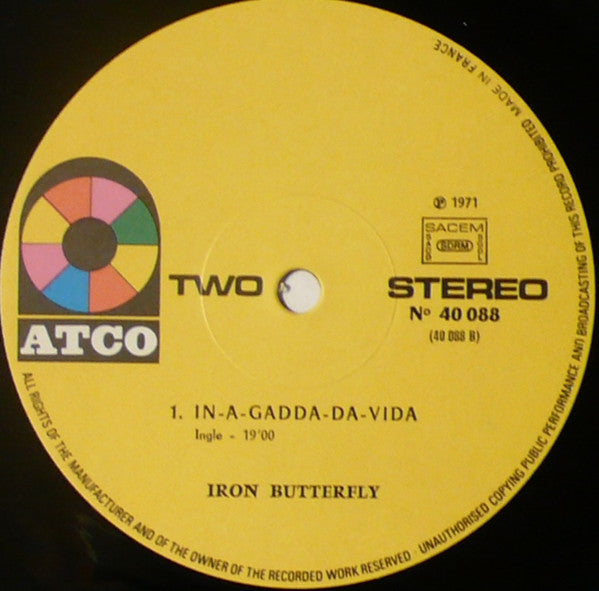 ATCO
TWO
℗ 1971
SACEM
SACD
SDRM
SGDL
STEREO
Nº 40 088
(40 088 B)
1. IN-A-GADDA-DA-VIDA
Ingle - 19'00
IRON BUTTERFLY
ALL RIGHTS OF THE MANUFACTURER AND OF THE OWNER OF THE RECORDED WORK RESERVED · UNAUTHORISED COPYING PUBLIC PERFORMANCE AND BROADCASTING OF THIS RECORD PROHIBITED MADE IN FRANCE